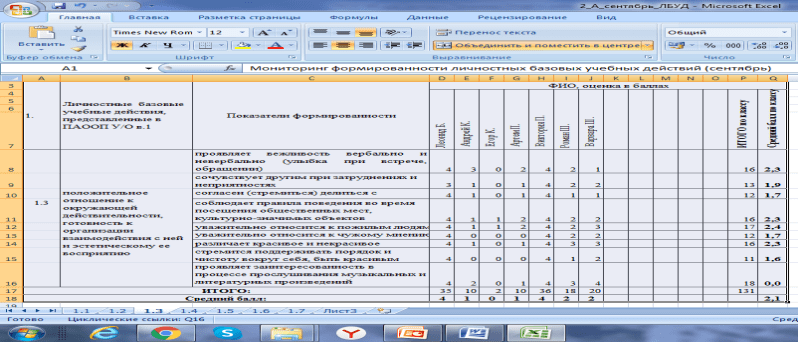 2_А_сентябрь_ЛБУД - Microsoft Excel
Главная Вставка Разметка страницы Формулы Данные Рецензирование Вид
Times New Rom 12 Перенос текста Общий
Вставить Ж К Ч Объединить и поместить в центре % 000
Буфер обмена Шрифт Выравнивание Число
A1 fx Мониторинг формированности личностных базовых учебных действий (сентябрь)
A B C D E F G H I J K L M N O P Q
3 ФИО, оценка в баллах
4
5
6
7
1. Личностные базовые
учебные действия,
представленные в
ПАООП У/О в.1
Показатели формированности
Леонид Б. Андрей К. Егор К. Артем П. Виктория П. Роман Ш. Варвара Ш. ИТОГО по классу Средний балл по классу
проявляет вежливость вербально и
невербально (улыбка при встрече,
8 обращении) 4 3 0 2 4 2 1 16 2,3
сочувствует другим при затруднениях и
9 неприятностях 3 1 0 1 4 2 2 13 1,9
10 согласен (стремиться) делиться с 4 1 0 1 4 1 1 12 1,7
1.3 положительное
отношение к
окружающей
действительности,
готовность к
организации
взаимодействия с ней
и эстетическому ее
восприятию
соблюдает правила поведения во время
посещения общественных мест,
11 культурно-значимых объектов 4 1 1 2 4 2 2 16 2,3
12 уважительно относится к пожилым людям 4 1 1 2 4 2 3 17 2,4
13 уважительно относится к чужому мнению 4 0 0 0 4 2 2 12 1,7
14 различает красивое и некрасивое 4 1 0 1 4 3 3 16 2,3
стремится поддерживать порядок и
15 чистоту вокруг себя, быть красивым 4 0 0 0 4 1 2 11 1,6
проявляет заинтересованность в
процессе прослушивания музыкальных и
16 литературных произведений 4 2 0 1 4 3 4 18 0,0
17 ИТОГО: 35 10 2 10 36 18 20 131
18 Средний балл: 4 1 0 1 4 2 2 2,1
19
1.1 1.2 1.3 1.4 1.5 1.6 1.7 Лист3
Готово Циклические ссылки: Q16 Сред